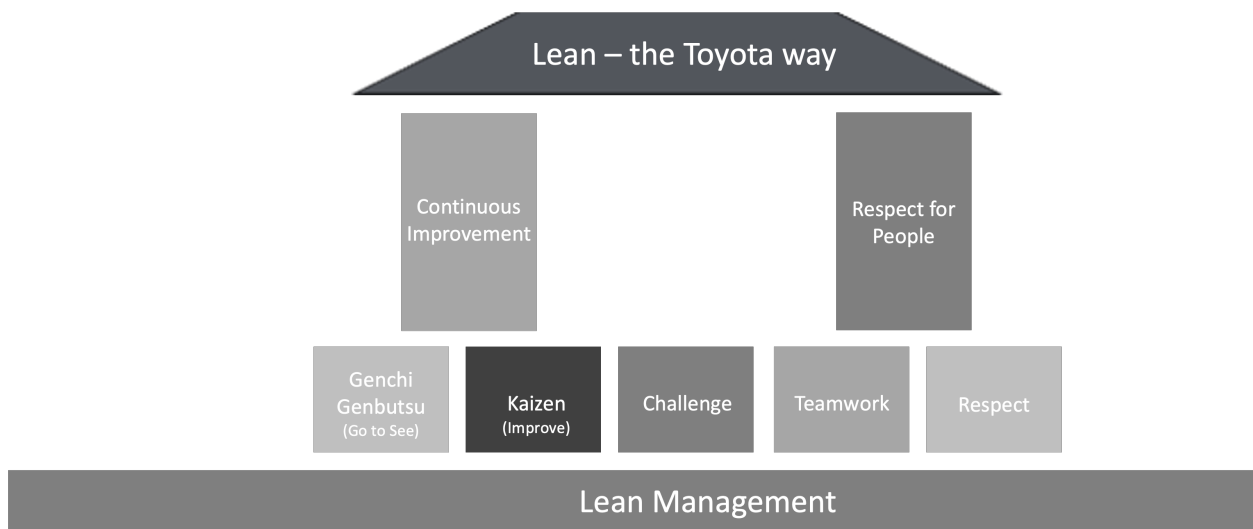 Lean – the Toyota way
Continuous
Improvement
Respect for
People
Genchi
Genbutsu
(Go to See)
Kaizen
(Improve)
Challenge
Teamwork
Respect
Lean Management